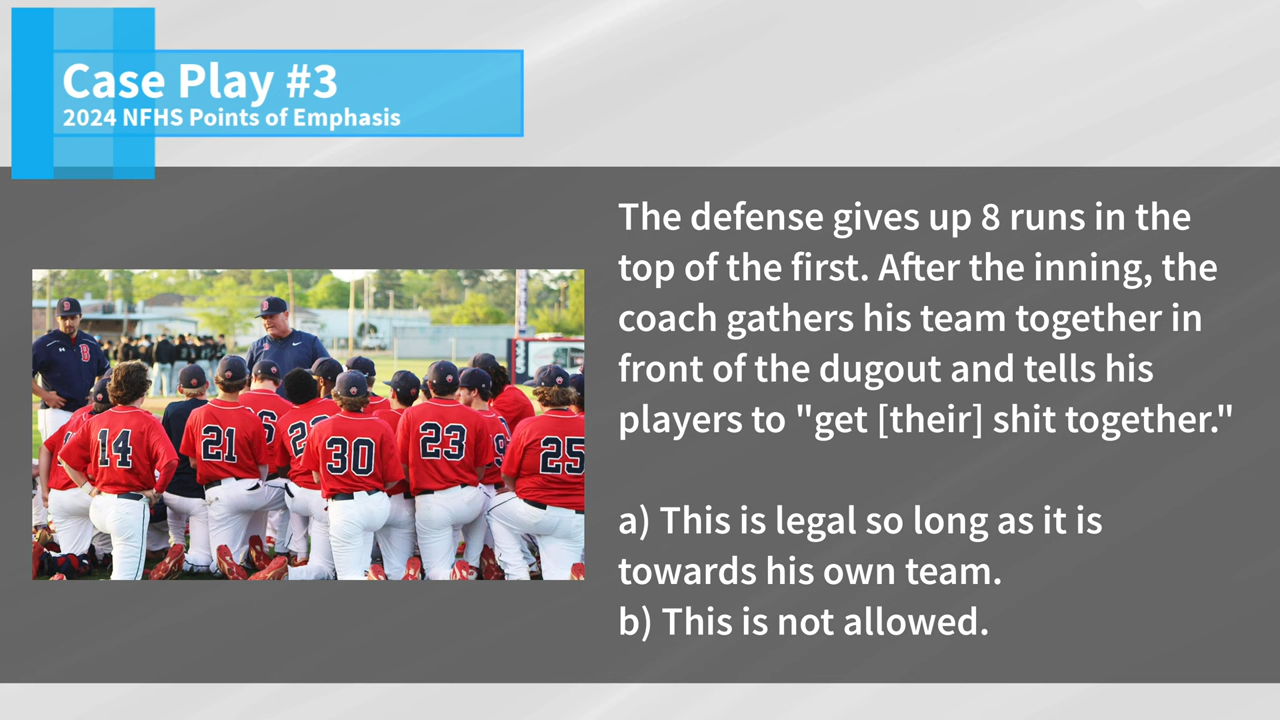 Case Play #3
2024 NFHS Points of Emphasis
The defense gives up 8 runs in the
top of the first. After the inning, the
coach gathers his team together in
front of the dugout and tells his
players to "get [their] shit together."
a) This is legal so long as it is
towards his own team.
b) This is not allowed.
B
14
21
30
23
25